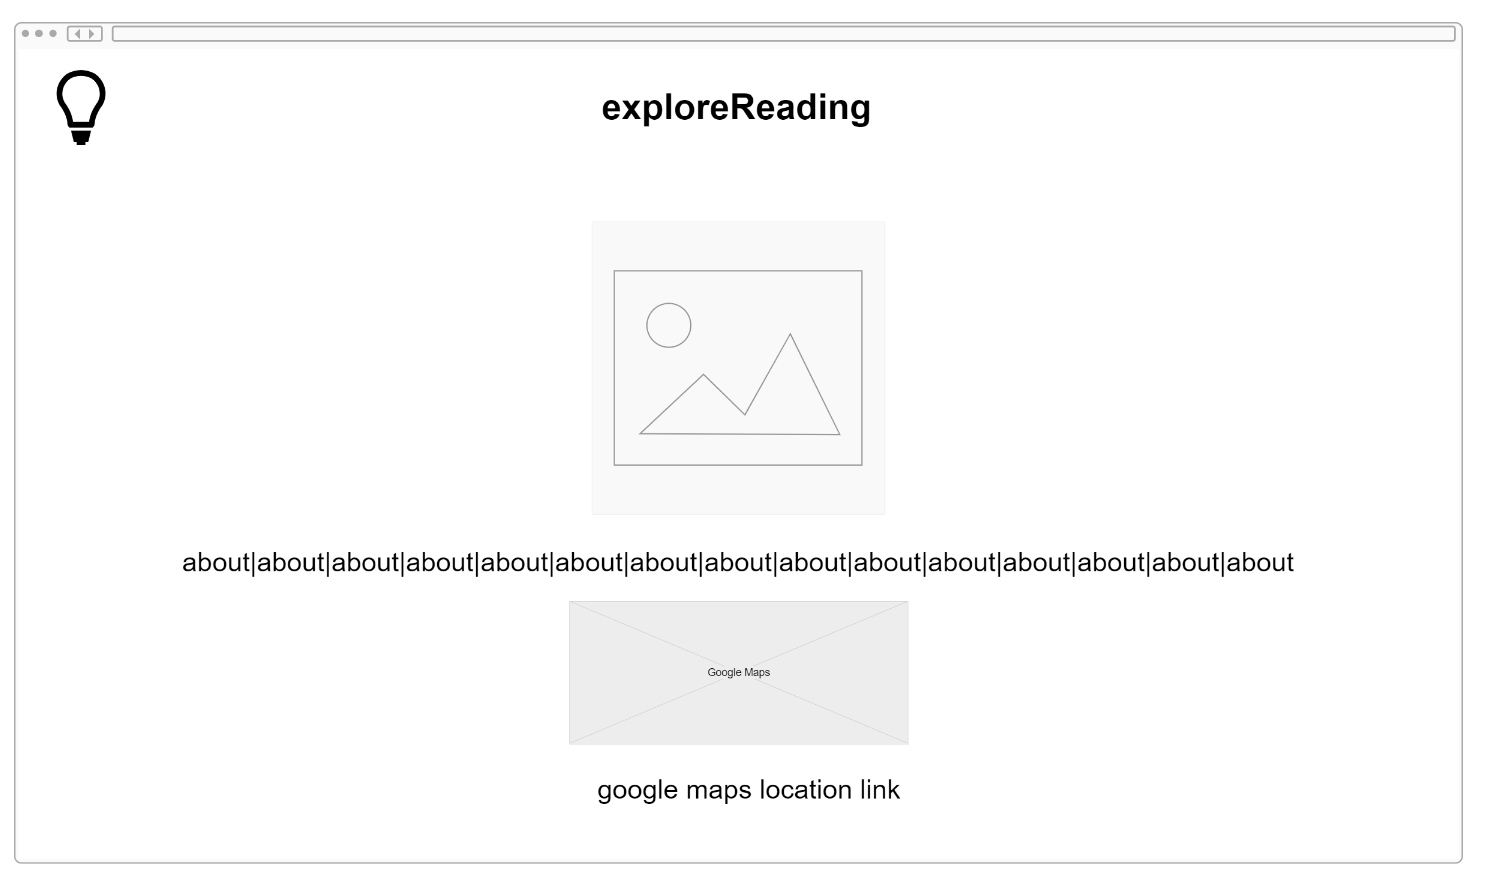 exploreReading
about|about|about|about|about|about|about|about|about|about|about|about|about|about|about
Google Maps
google maps location link